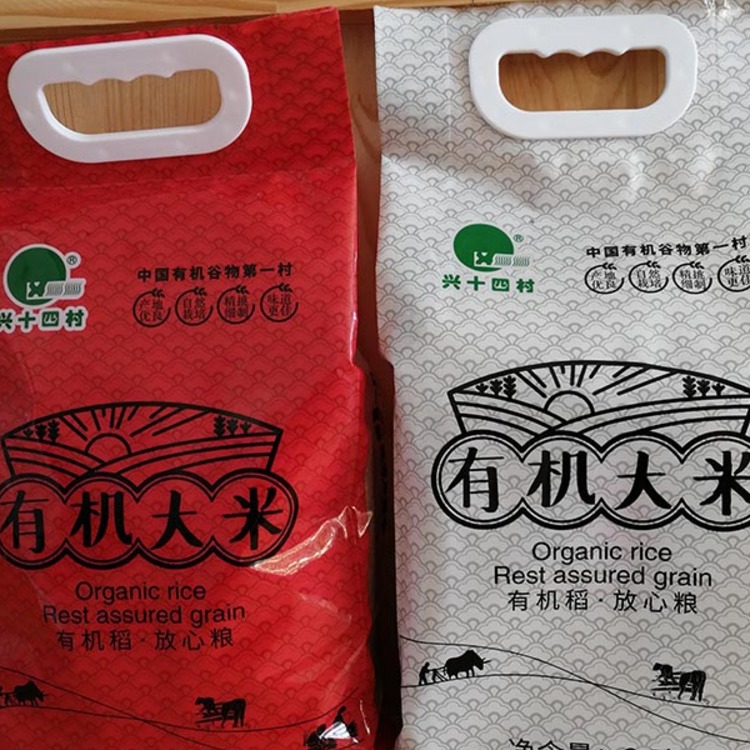 ®
兴十四村
中国有机谷物第一村
产地优良
自然栽培
精挑细制
味道更佳
有机大米
Organic rice
Rest assured grain
有机稻·放心粮
®
兴十四村
中国有机谷物第一村
产地优良
自然栽培
精挑细制
味道更佳
有机大米
Organic rice
Rest assured grain
有机稻·放心粮
净含量